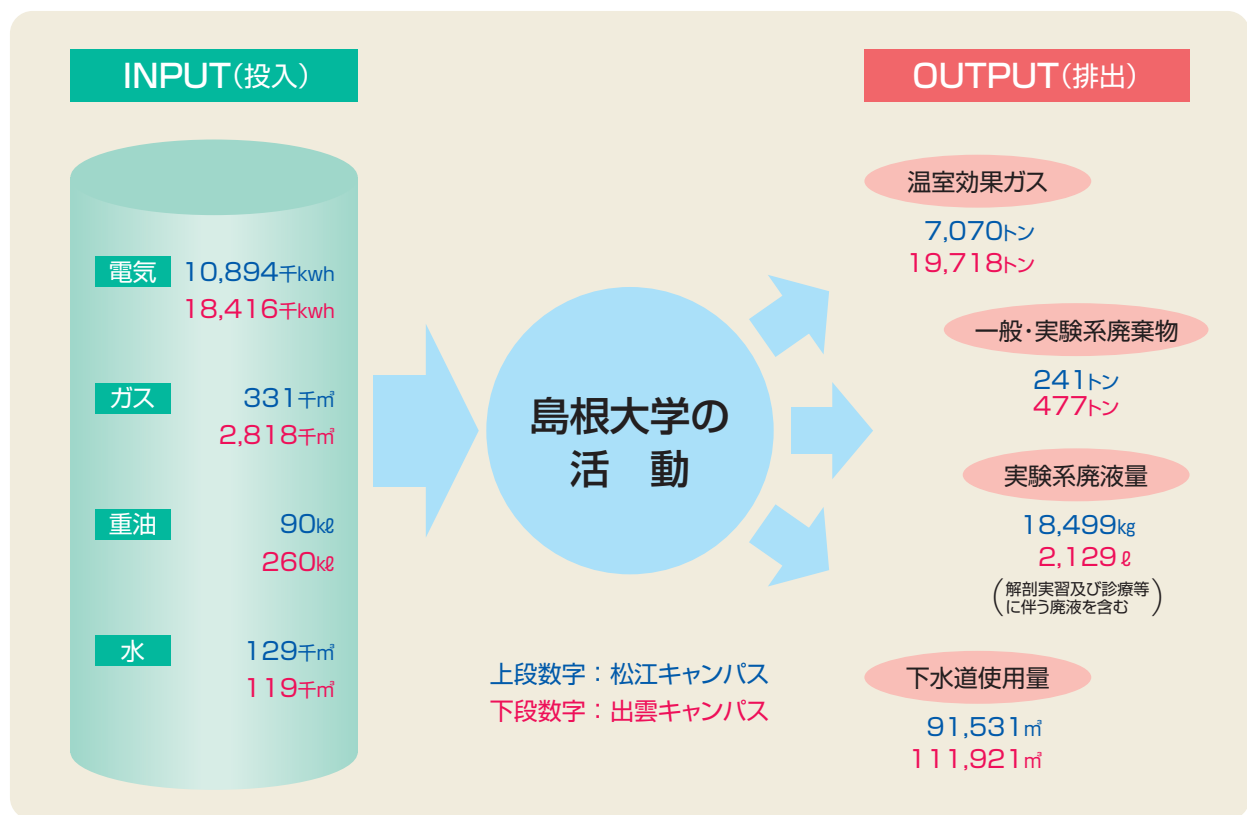 INPUT(投入)
電気 10,894千kwh
18,416千kwh
ガス 331千㎥
2,818千㎥
重油 90kℓ
260kℓ
水 129千㎥
119千㎥
島根大学の
活　動
上段数字：松江キャンパス
下段数字：出雲キャンパス
OUTPUT(排出)
温室効果ガス
7,070トン
19,718トン
一般・実験系廃棄物
241トン
477トン
実験系廃液量
18,499kg
2,129ℓ
(解剖実習及び診療等
に伴う廃液を含む)
下水道使用量
91,531㎥
111,921㎥